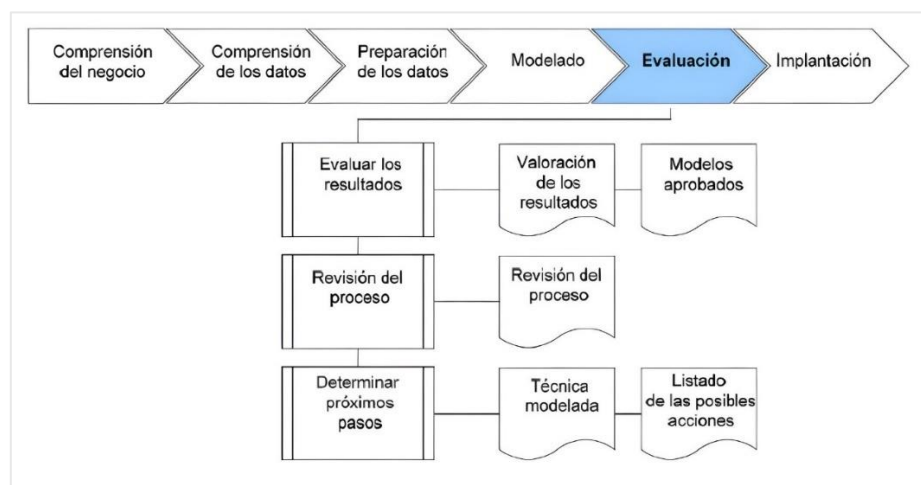 Comprensión
del negocio
Comprensión
de los datos
Preparación
de los datos
Modelado
Evaluación
Implantación
Evaluar los
resultados
Valoración
de los
resultados
Modelos
aprobados
Revisión del
proceso
Revisión del
proceso
Determinar
próximos
pasos
Técnica
modelada
Listado
de las posibles
acciones